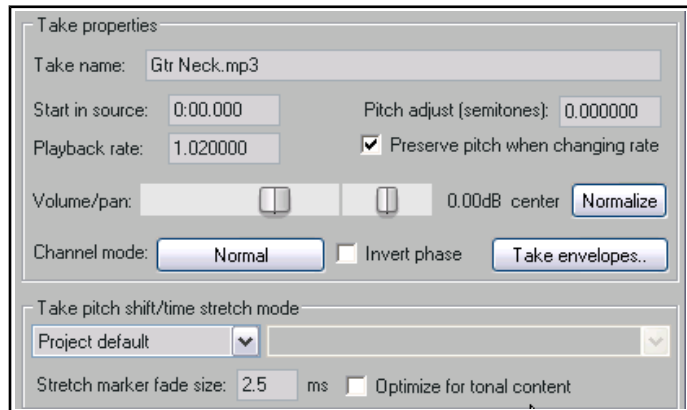 Take properties
Take name: Gtr Neck.mp3
Start in source: 0:00.000 Pitch adjust (semitones): 0.000000
Playback rate: 1.020000 Preserve pitch when changing rate
Volume/pan: 0.00dB center Normalize
Channel mode: Normal Invert phase Take envelopes..
Take pitch shift/time stretch mode
Project default
Stretch marker fade size: 2.5 ms Optimize for tonal content